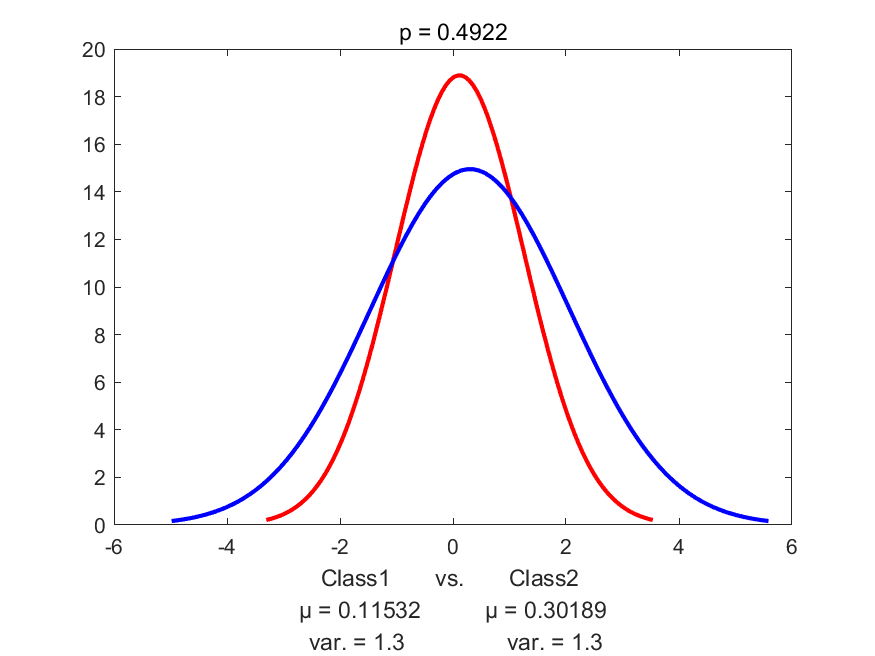 p = 0.4922
20
18
16
14
12
10
8
6
4
2
0
-6 -4 -2 0 2 4 6
Class1 vs. Class2
μ = 0.11532 μ = 0.30189
var. = 1.3 var. = 1.3